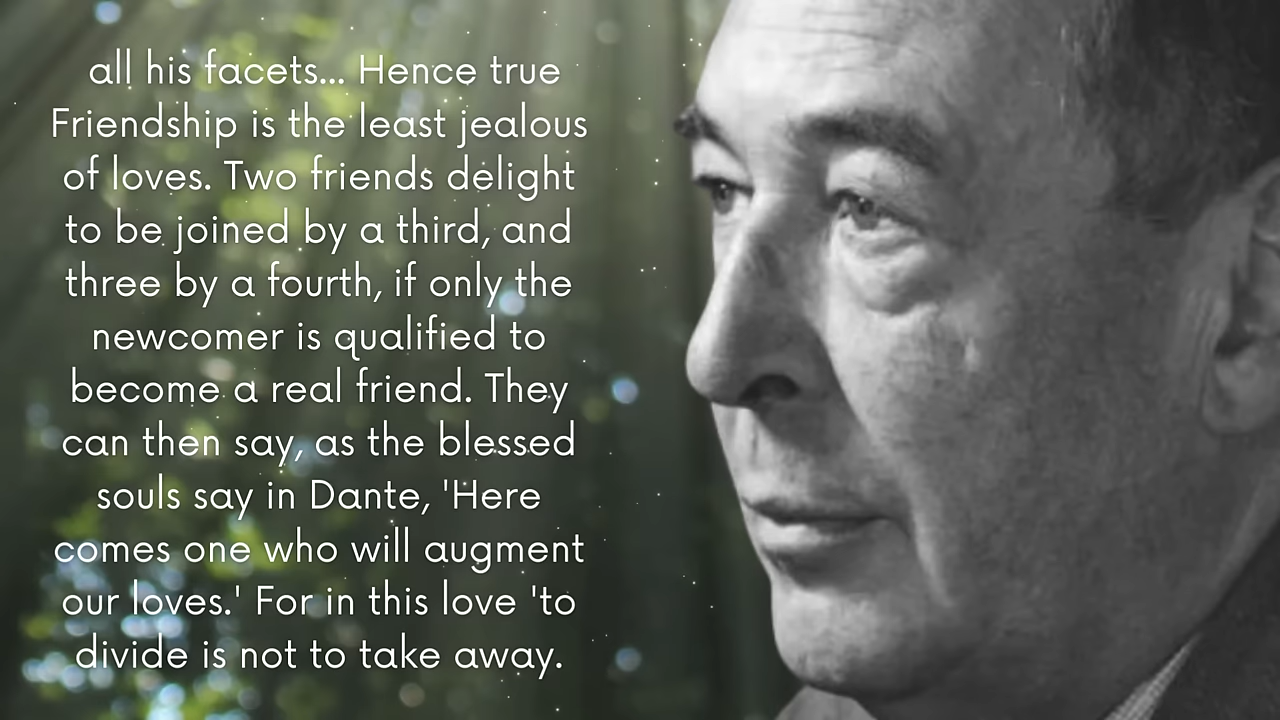 all his facets... Hence true
Friendship is the least jealous
of loves. Two friends delight
to be joined by a third, and
three by a fourth, if only the
newcomer is qualified to
become a real friend. They
can then say, as the blessed
souls say in Dante, 'Here
comes one who will augment
our loves.' For in this love 'to
divide is not to take away.